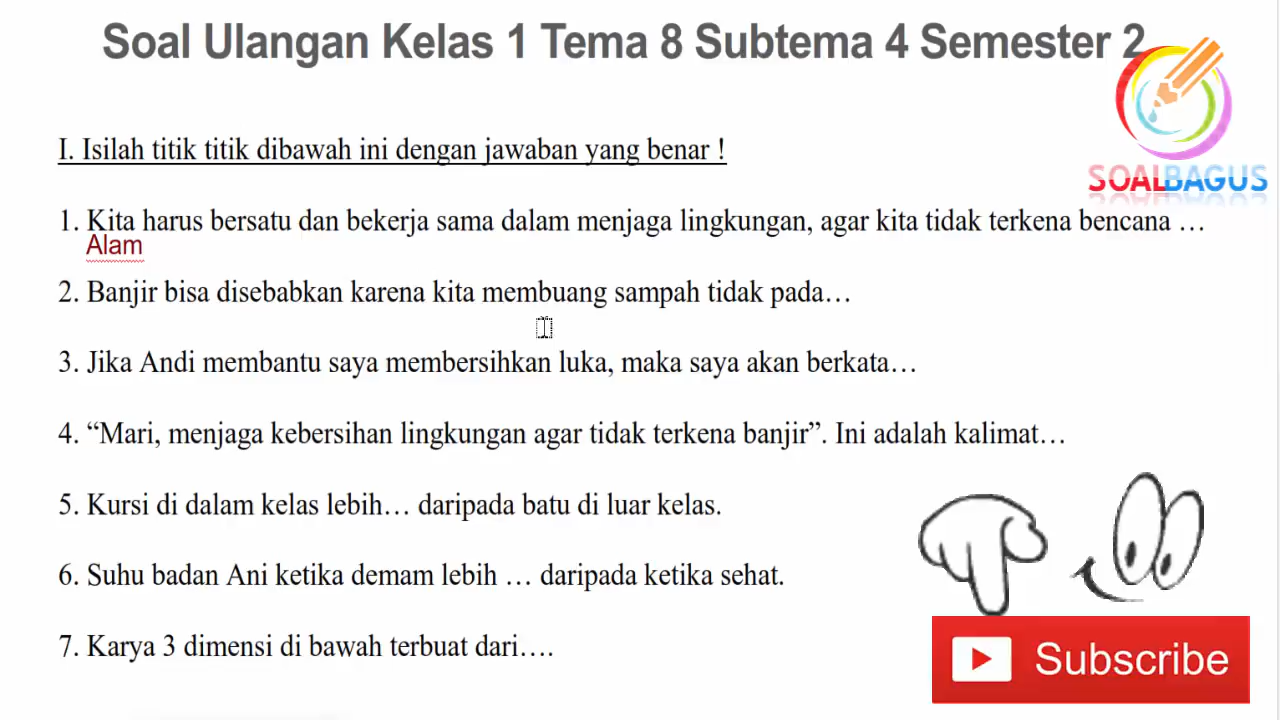 Soal Ulangan Kelas 1 Tema 8 Subtema 4 Semester 2
SOALBAGUS
I. Isilah titik titik dibawah ini dengan jawaban yang benar !
1. Kita harus bersatu dan bekerja sama dalam menjaga lingkungan, agar kita tidak terkena bencana …
Alam
2. Banjir bisa disebabkan karena kita membuang sampah tidak pada…
3. Jika Andi membantu saya membersihkan luka, maka saya akan berkata…
4. “Mari, menjaga kebersihan lingkungan agar tidak terkena banjir”. Ini adalah kalimat…
5. Kursi di dalam kelas lebih… daripada batu di luar kelas.
6. Suhu badan Ani ketika demam lebih … daripada ketika sehat.
7. Karya 3 dimensi di bawah terbuat dari….
Subscribe